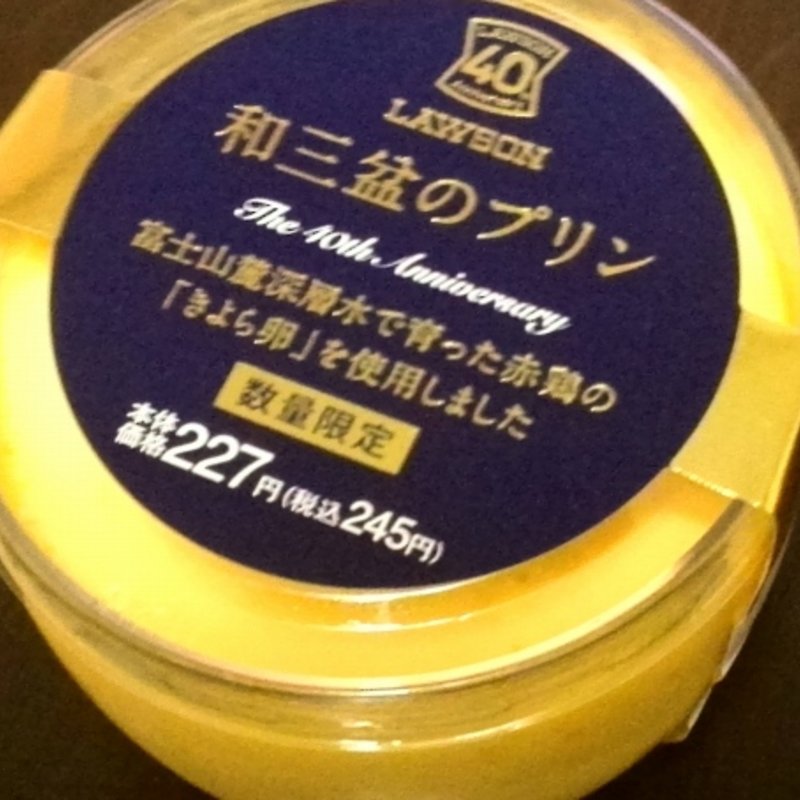 LAWSON
40
Anniversary
LAWSON
和三盆のプリン
The 40th Anniversary
富士山麓深層水で育った赤鶏の
「きよら卵」を使用しました
数量限定
本体価格227円(税込245円)